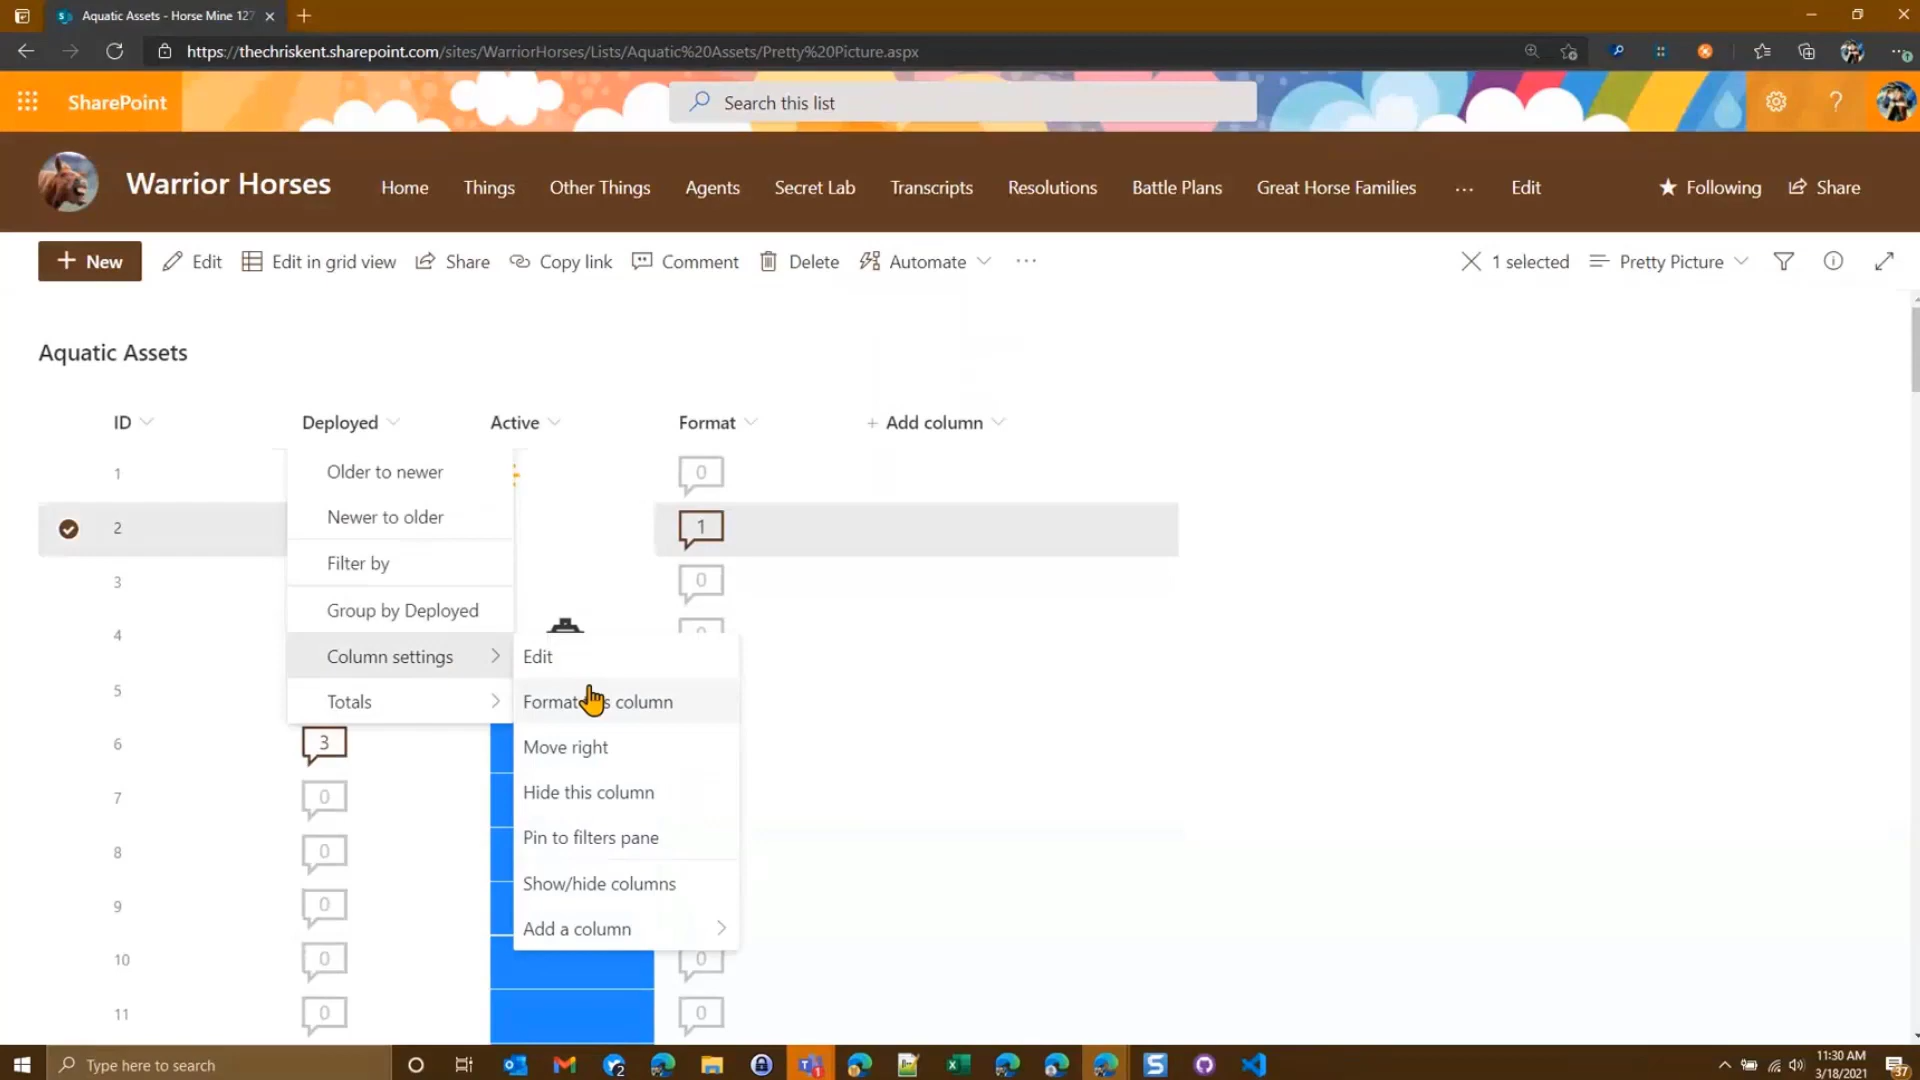 Aquatic Assets - Horse Mine 127
https://thechriskent.sharepoint.com/sites/WarriorHorses/Lists/Aquatic%20Assets/Pretty%20Picture.aspx
SharePoint
Search this list
Warrior Horses
Home Things Other Things Agents Secret Lab Transcripts Resolutions Battle Plans Great Horse Families ... Edit
Following Share
+ New Edit Edit in grid view Share Copy link Comment Delete Automate ...
1 selected Pretty Picture
Aquatic Assets
ID Deployed Active Format + Add column
1 Older to newer 0
2 Newer to older 1
3 Filter by 0
4 Group by Deployed
Column settings Edit
5 Totals Format column
6 3 Move right
7 0 Hide this column
8 0 Pin to filters pane
9 0 Show/hide columns
Add a column
10 0 0
11 0 0
Type here to search
2
1
11:30 AM
3/18/2021
37